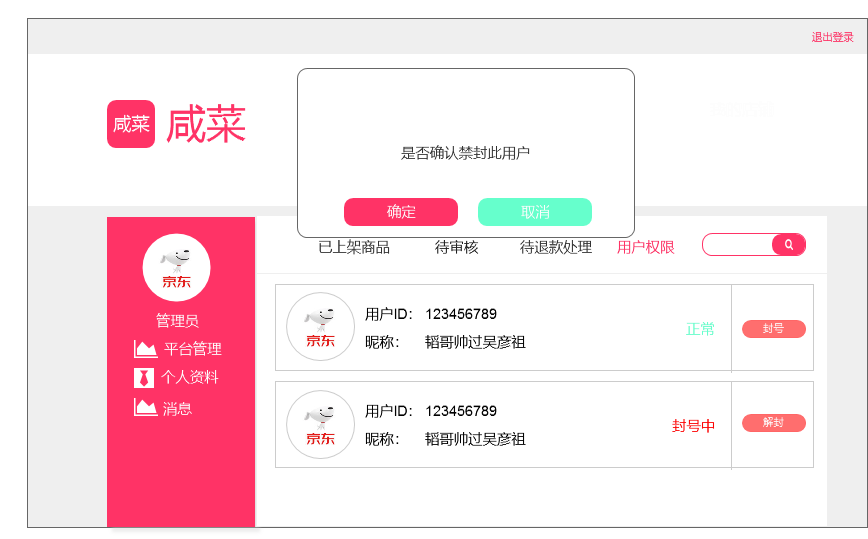 退出登录
咸菜 咸菜
是否确认禁封此用户
确定 取消
已上架商品 待审核 待退款处理 用户权限
京东
管理员
平台管理
个人资料
消息
京东
用户ID： 123456789
昵称： 韬哥帅过吴彦祖
正常
封号
京东
用户ID： 123456789
昵称： 韬哥帅过吴彦祖
封号中
解封